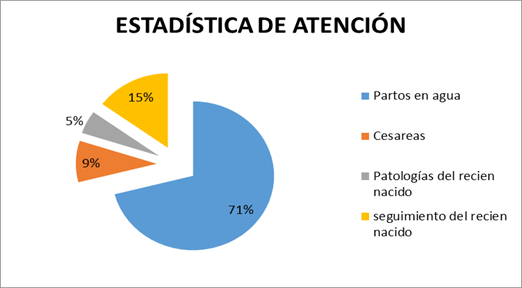 ESTADÍSTICA DE ATENCIÓN
15%
5%
9%
71%
Partos en agua
Cesareas
Patologías del recien
nacido
seguimiento del recien
nacido